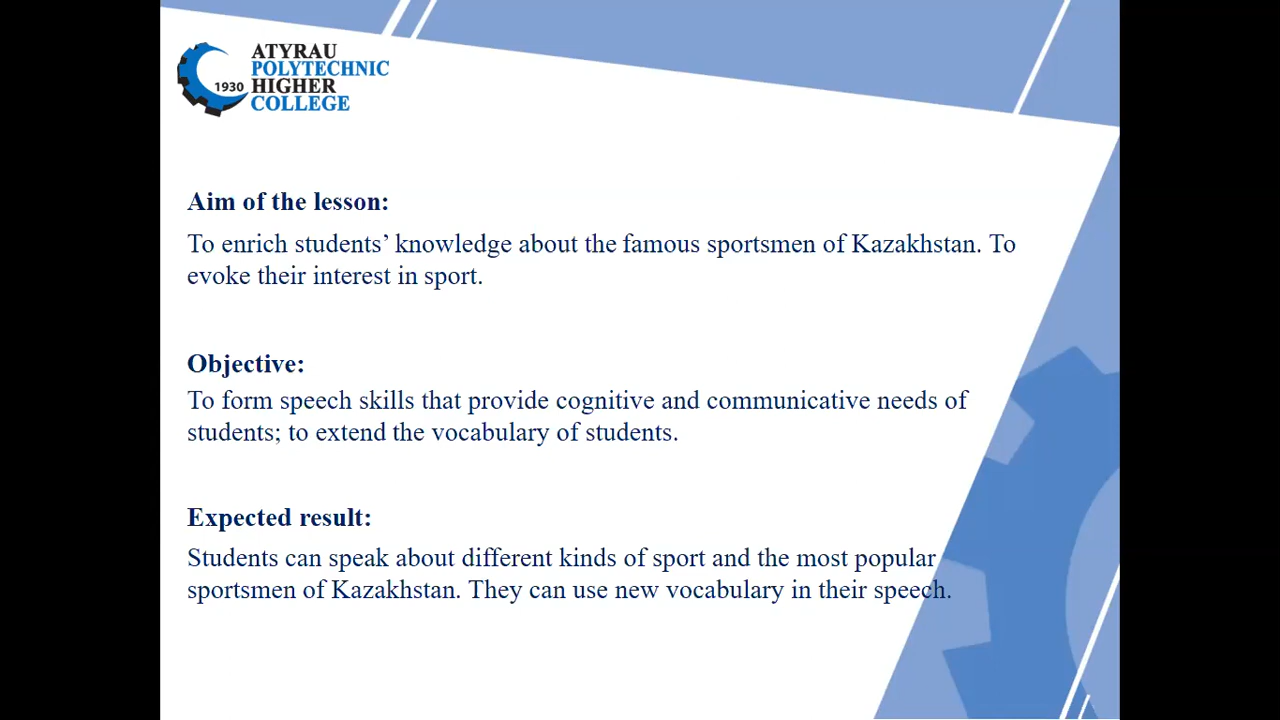 ATYRAU
POLYTECHNIC
1930 HIGHER
COLLEGE
Aim of the lesson:
To enrich students’ knowledge about the famous sportsmen of Kazakhstan. To
evoke their interest in sport.
Objective:
To form speech skills that provide cognitive and communicative needs of
students; to extend the vocabulary of students.
Expected result:
Students can speak about different kinds of sport and the most popular
sportsmen of Kazakhstan. They can use new vocabulary in their speech.